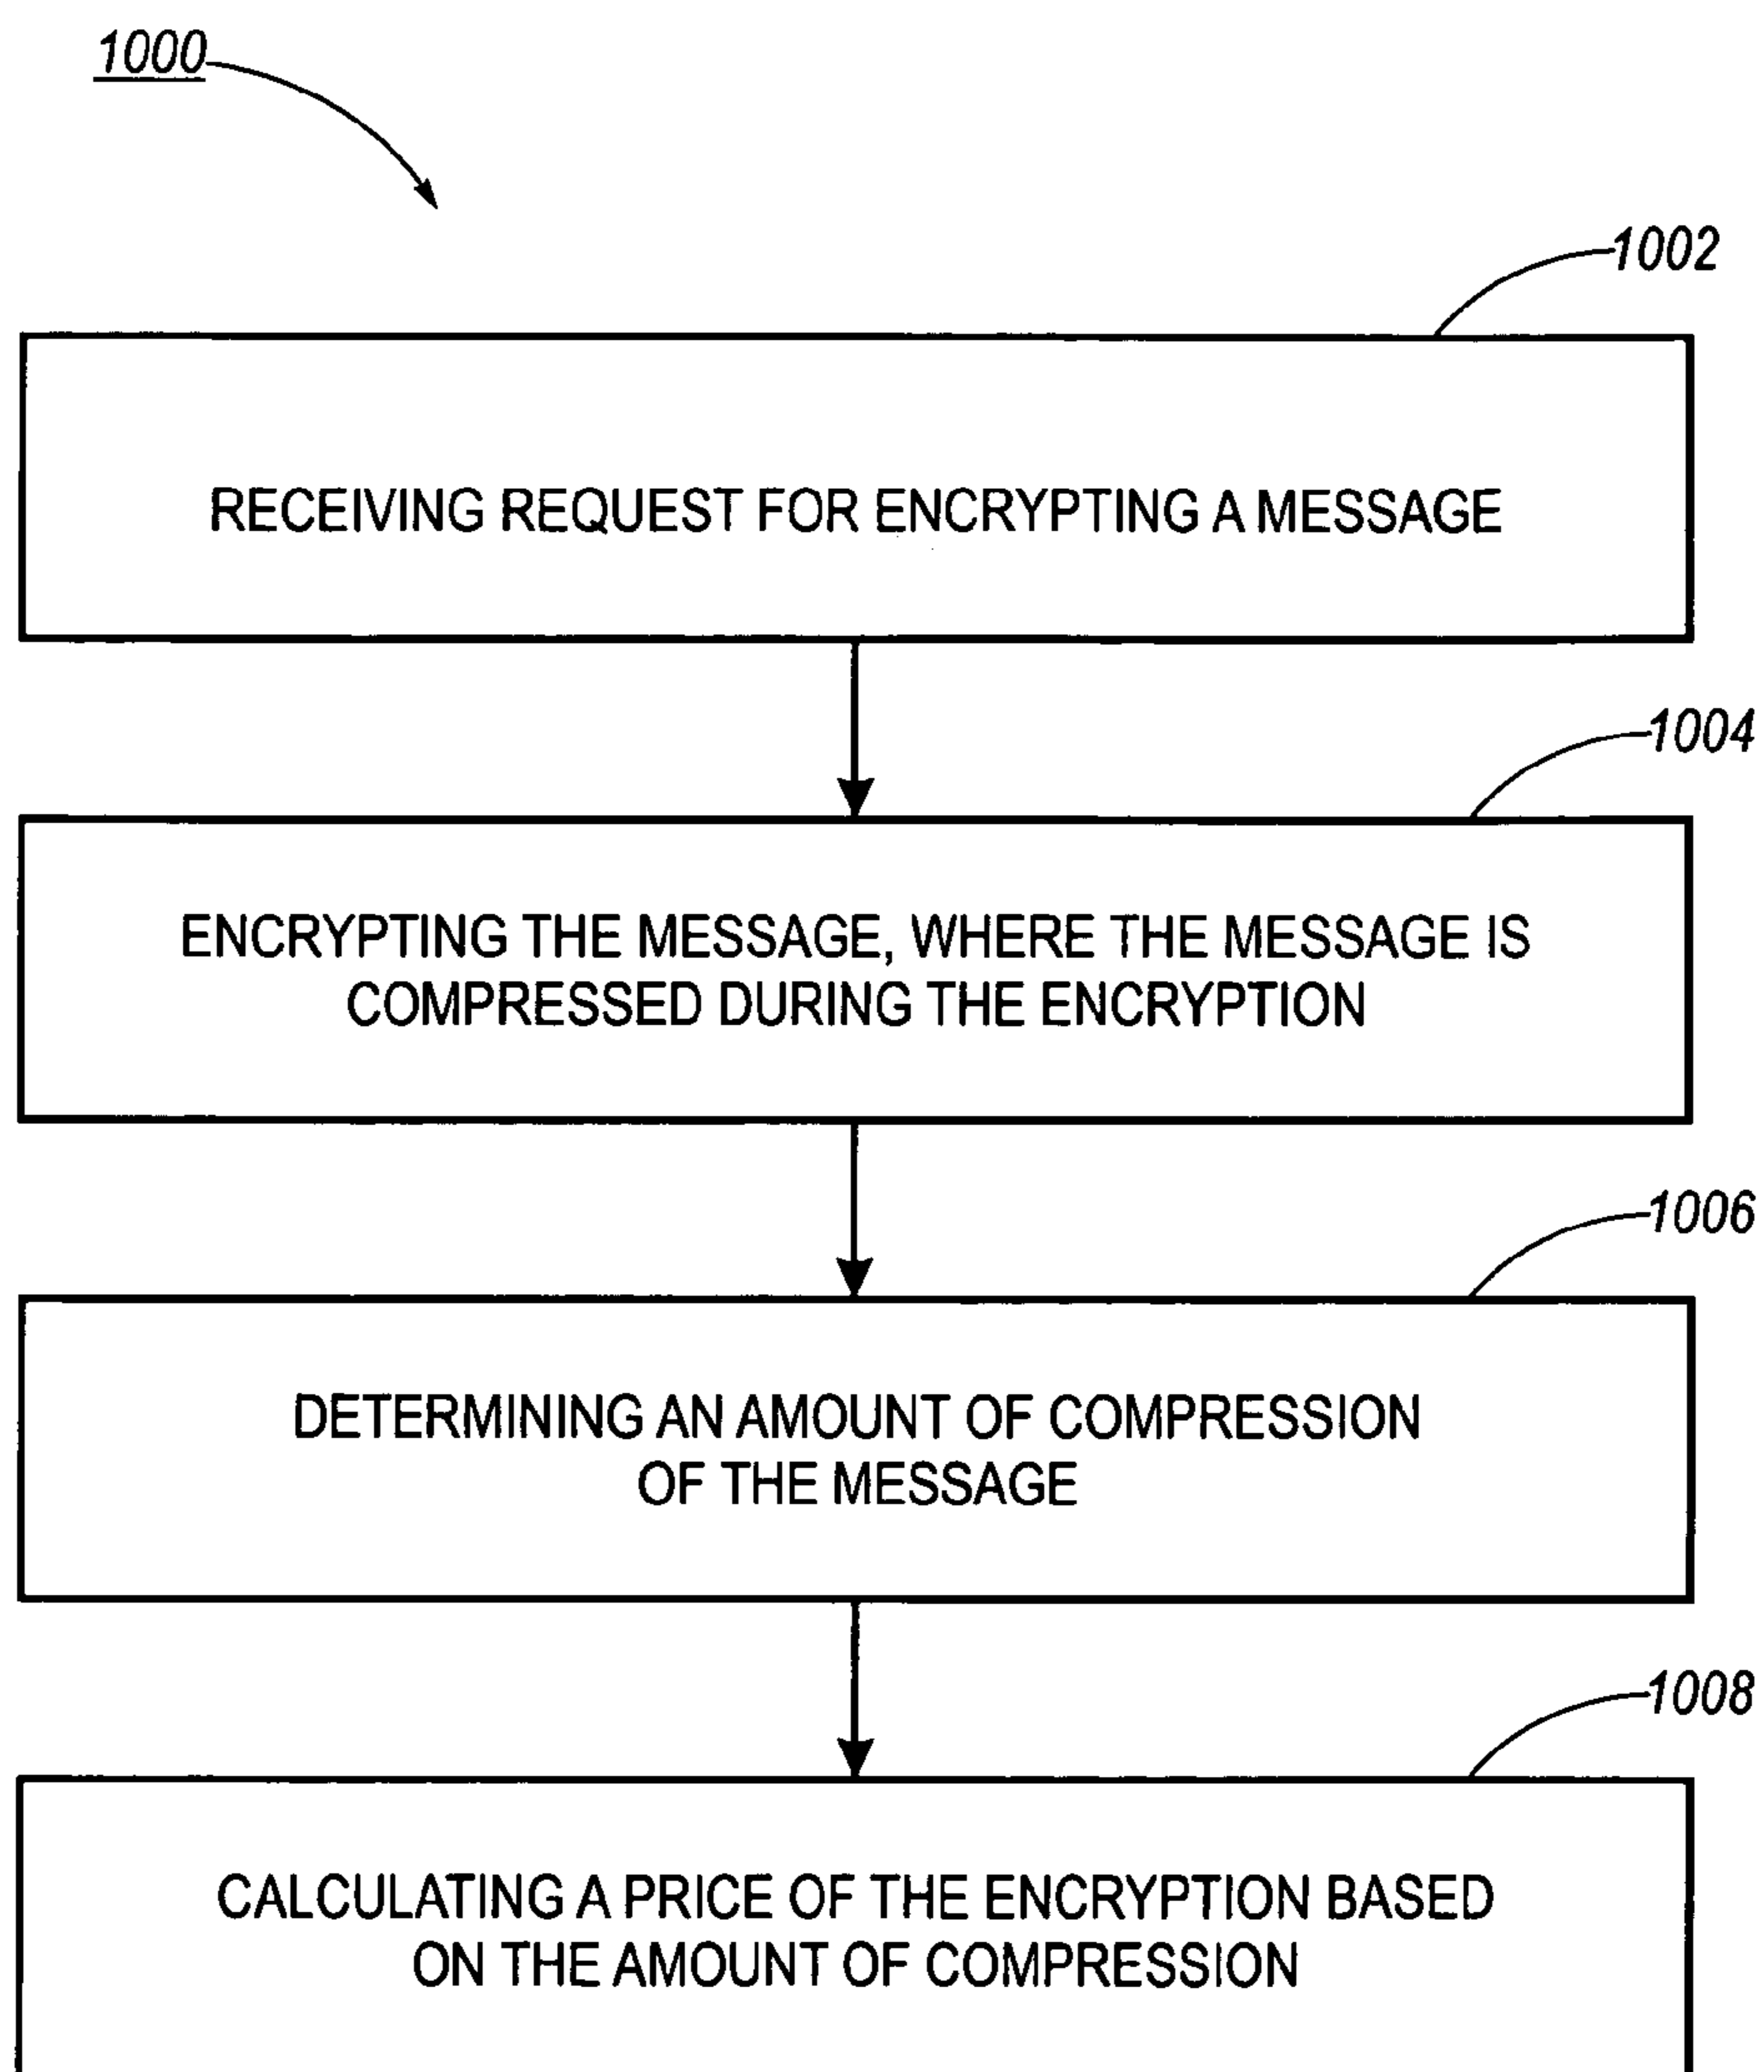 1000
1002
RECEIVING REQUEST FOR ENCRYPTING A MESSAGE
1004
ENCRYPTING THE MESSAGE, WHERE THE MESSAGE IS
COMPRESSED DURING THE ENCRYPTION
1006
DETERMINING AN AMOUNT OF COMPRESSION
OF THE MESSAGE
1008
CALCULATING A PRICE OF THE ENCRYPTION BASED
ON THE AMOUNT OF COMPRESSION